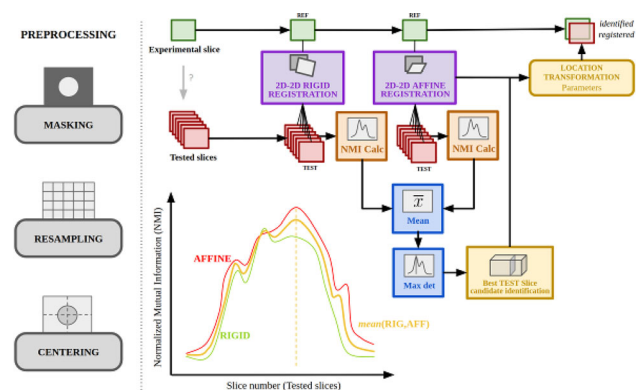 PREPROCESSING
MASKING
RESAMPLING
CENTERING
Experimental slice
?
Tested slices
REF
REF
2D-2D RIGID
REGISTRATION
2D-2D AFFINE
REGISTRATION
TEST
TEST
NMI Calc
NMI Calc
x
Mean
Max det
Best TEST Slice
candidate identification
LOCATION
TRANSFORMATION
Parameters
identified
registered
Normalized Mutual Information (NMI)
AFFINE
RIGID
mean(RIG,AFF)
Slice number (Tested slices)